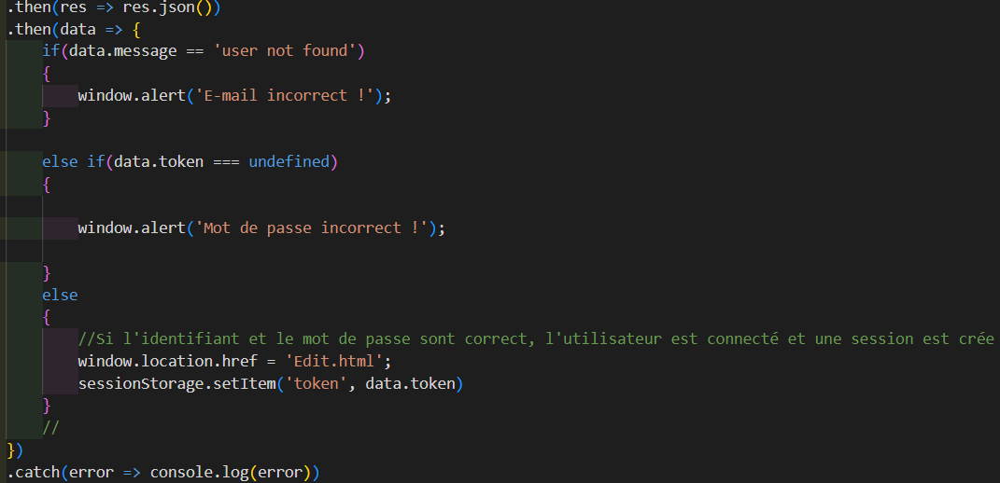 .then(res => res.json())
.then(data => {
if(data.message == 'user not found')
{
window.alert('E-mail incorrect !');
}
else if(data.token === undefined)
{
window.alert('Mot de passe incorrect !');
}
else
{
//Si l'identifiant et le mot de passe sont correct, l'utilisateur est connecté et une session est crée
window.location.href = 'Edit.html';
sessionStorage.setItem('token', data.token)
}
//
})
.catch(error => console.log(error))